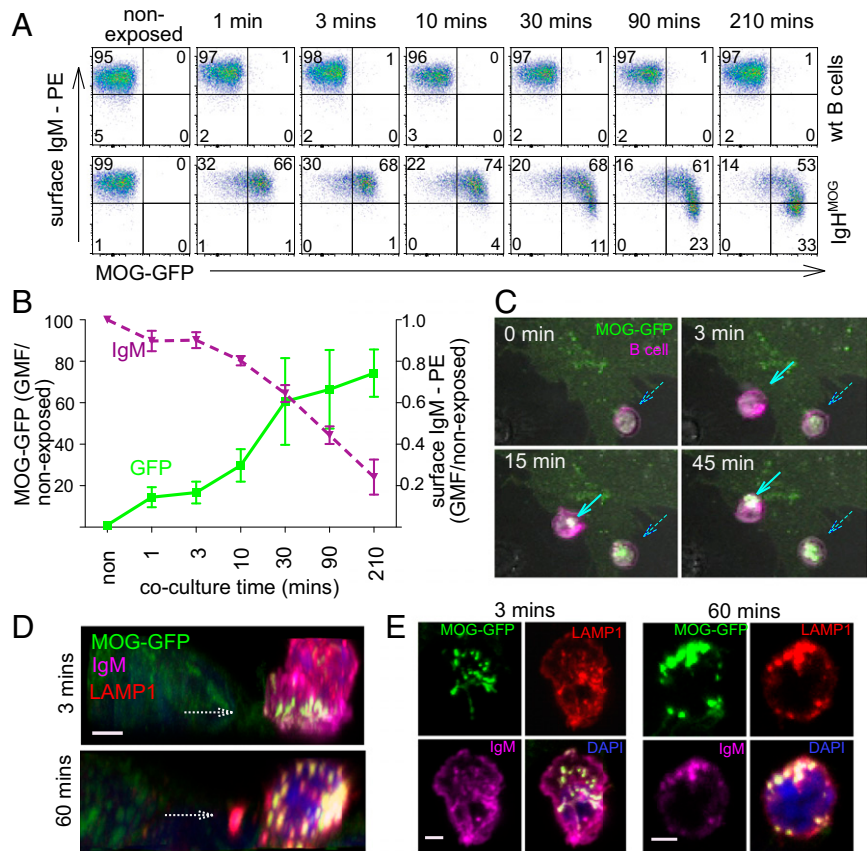 A
non-exposed 1 min 3 mins 10 mins 30 mins 90 mins 210 mins
surface IgM - PE
95 0 97 1 98 1 96 0 97 1 97 1 97 1
5 0 2 0 2 0 3 0 2 0 2 0 2 0
wt B cells
99 0 32 66 30 68 22 74 20 68 16 61 14 53
1 0 1 1 0 1 0 4 0 11 0 23 0 33
IgH^MOG
MOG-GFP
B
MOG-GFP (GMF/
non-exposed)
100
80
60
40
20
IgM
GFP
1.0
0.8
0.6
0.4
0.2
surface IgM - PE
(GMF/non-exposed)
non 1 3 10 30 90 210
co-culture time (mins)
C
0 min MOG-GFP
B cell
3 min
15 min
45 min
D
MOG-GFP
IgM
LAMP1
3 mins
60 mins
E
3 mins 60 mins
MOG-GFP LAMP1 MOG-GFP LAMP1
IgM DAPI IgM DAPI